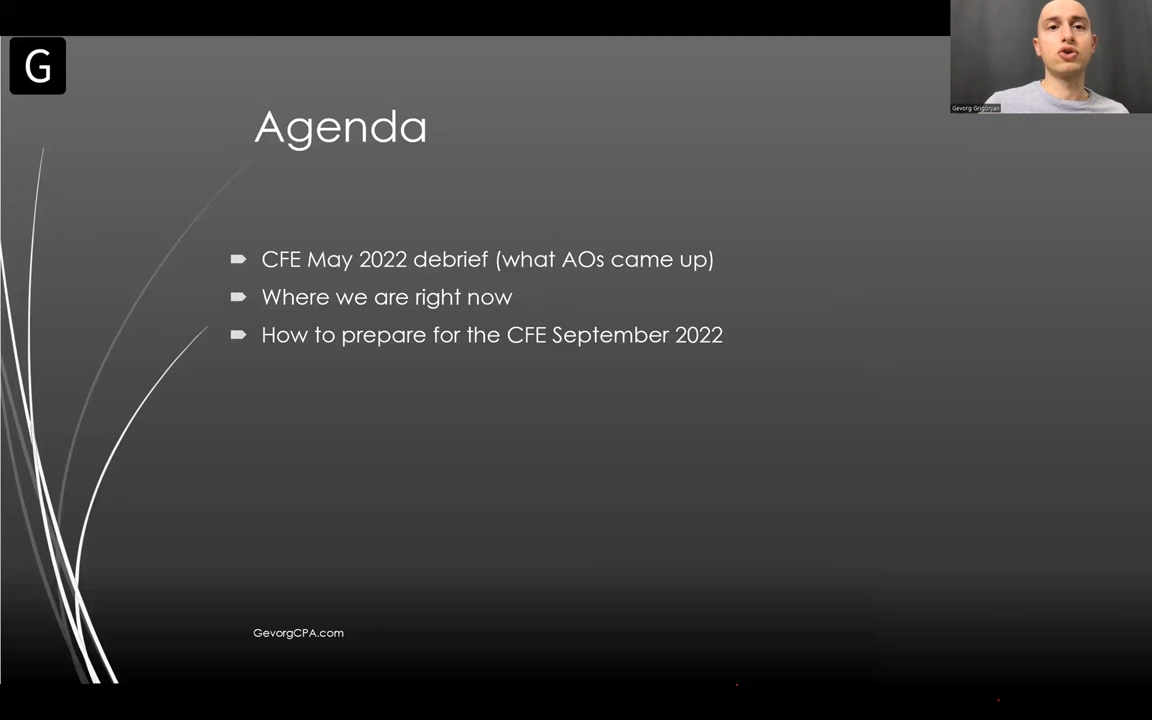 G
Gevorg Grigoryan
Agenda
CFE May 2022 debrief (what AOs came up)
Where we are right now
How to prepare for the CFE September 2022
GevorgCPA.com